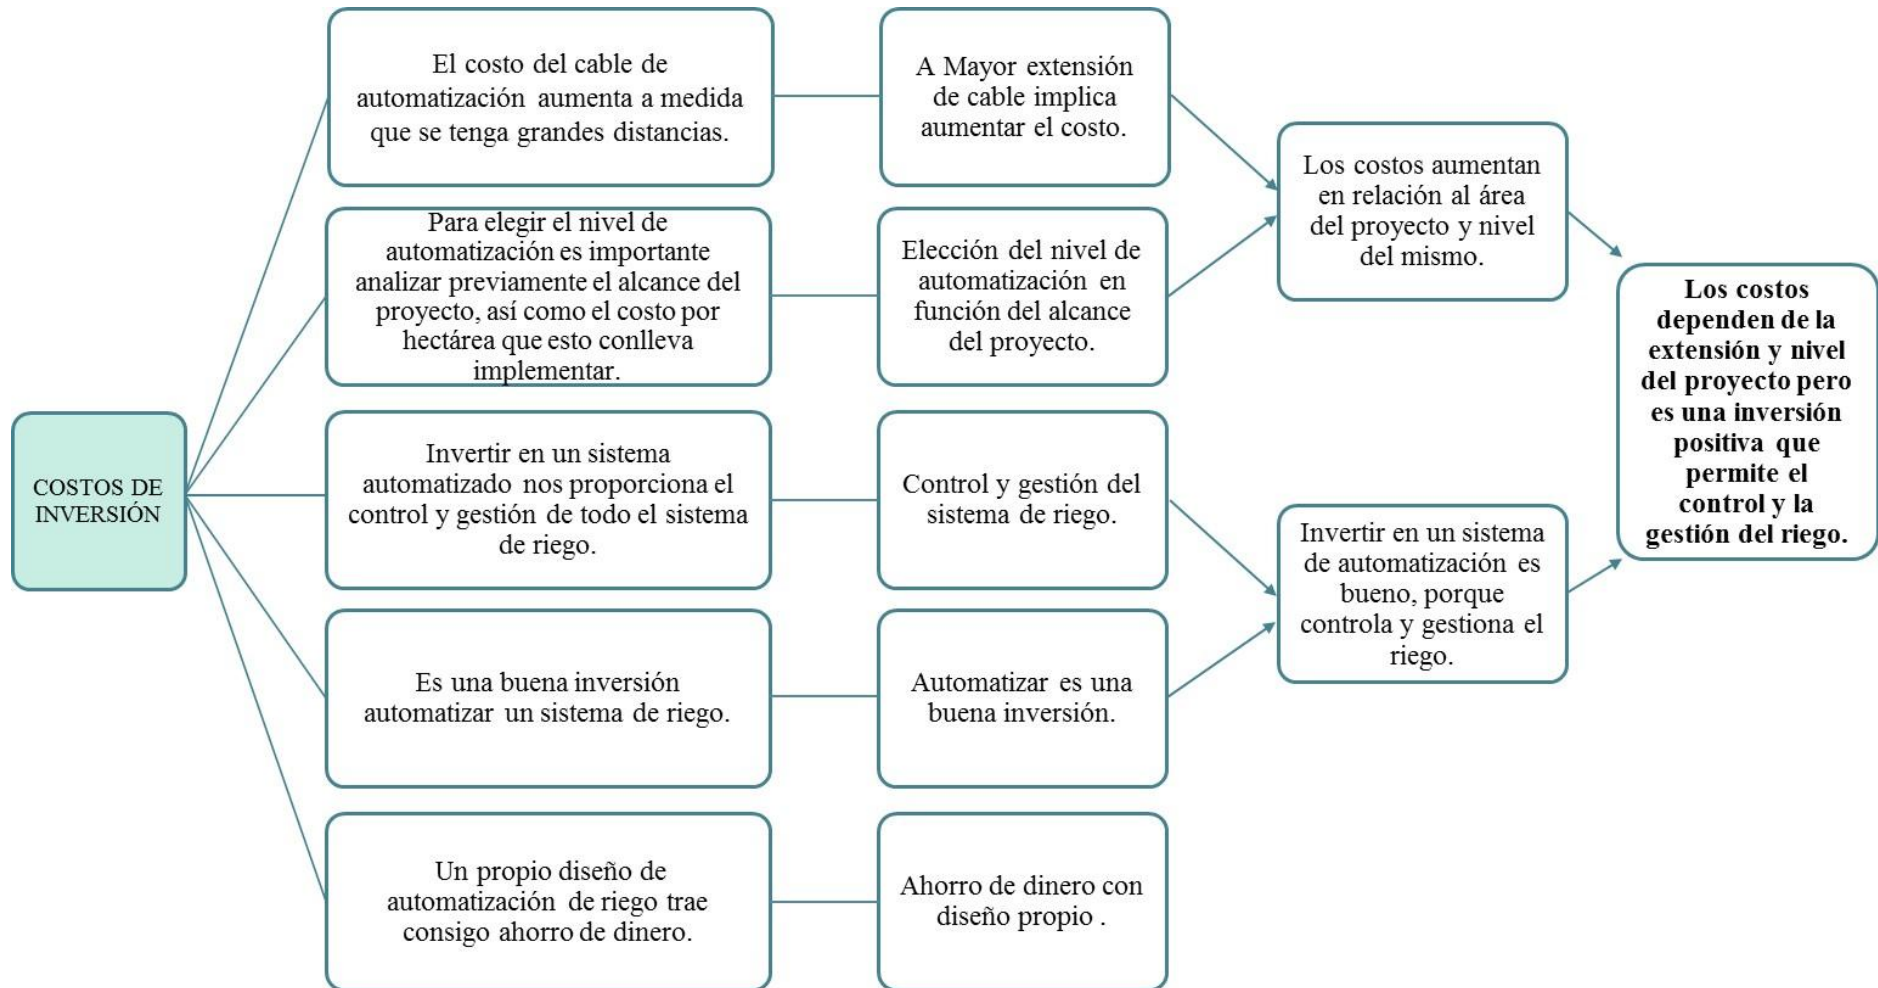 COSTOS DE
INVERSIÓN
El costo del cable de
automatización aumenta a medida
que se tenga grandes distancias.
Para elegir el nivel de
automatización es importante
analizar previamente el alcance del
proyecto, así como el costo por
hectárea que esto conlleva
implementar.
Invertir en un sistema
automatizado nos proporciona el
control y gestión de todo el sistema
de riego.
Es una buena inversión
automatizar un sistema de riego.
Un propio diseño de
automatización de riego trae
consigo ahorro de dinero.
A Mayor extensión
de cable implica
aumentar el costo.
Elección del nivel de
automatización en
función del alcance
del proyecto.
Control y gestión del
sistema de riego.
Automatizar es una
buena inversión.
Ahorro de dinero con
diseño propio .
Los costos aumentan
en relación al área
del proyecto y nivel
del mismo.
Invertir en un sistema
de automatización es
bueno, porque
controla y gestiona el
riego.
Los costos
dependen de la
extensión y nivel
del proyecto pero
es una inversión
positiva que
permite el
control y la
gestión del riego.